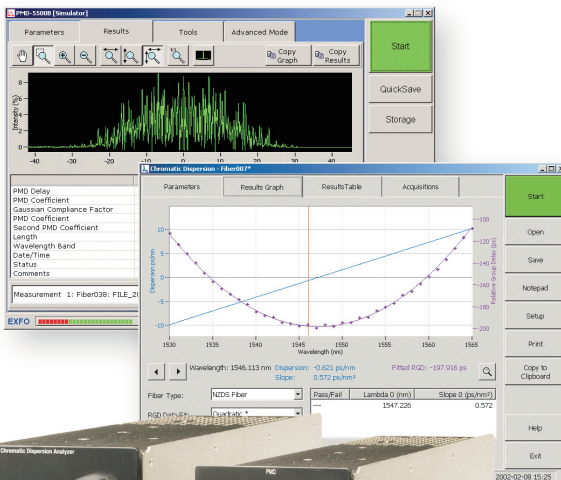 PMD-5500B [Simulator]
Parameters
Results
Tools
Advanced Mode
Copy Graph
Copy Results
Start
QuickSave
Storage
Intensity (%)
8
6
4
2
0
-40 -30 -20 -10 0 10 20 30 40
PMD Delay
PMD Coefficient
Gaussian Compliance Factor
PMD Coefficient
Second PMD Coefficient
Length
Wavelength Band
Date/Time
Status
Comments
Measurement 1: Fiber038: FILE_2
EXFO
Chromatic Dispersion - Fiber007*
Parameters
Results Graph
ResultsTable
Acquisitions
Start
Open
Save
Notepad
Setup
Print
Copy to Clipboard
Help
Exit
Dispersion ps/nm
10
5
0
-5
-10
Relative Group Delay (ps)
-100
-120
-140
-160
-180
-200
1530 1535 1540 1545 1550 1555 1560 1565
Wavelength (nm)
Wavelength: 1546.113 nm Dispersion: -0.621 ps/nm Fitted RGD: -197.916 ps
Slope: 0.572 ps/nm²
Fiber Type:
NZDS Fiber
RGD Data Fit:
Quadratic *
Pass/Fail Lambda 0 (nm) Slope 0 (ps/nm²)
--- 1547.226 0.572
2002-02-08 15:25
Chromatic Dispersion Analyzer
PMD